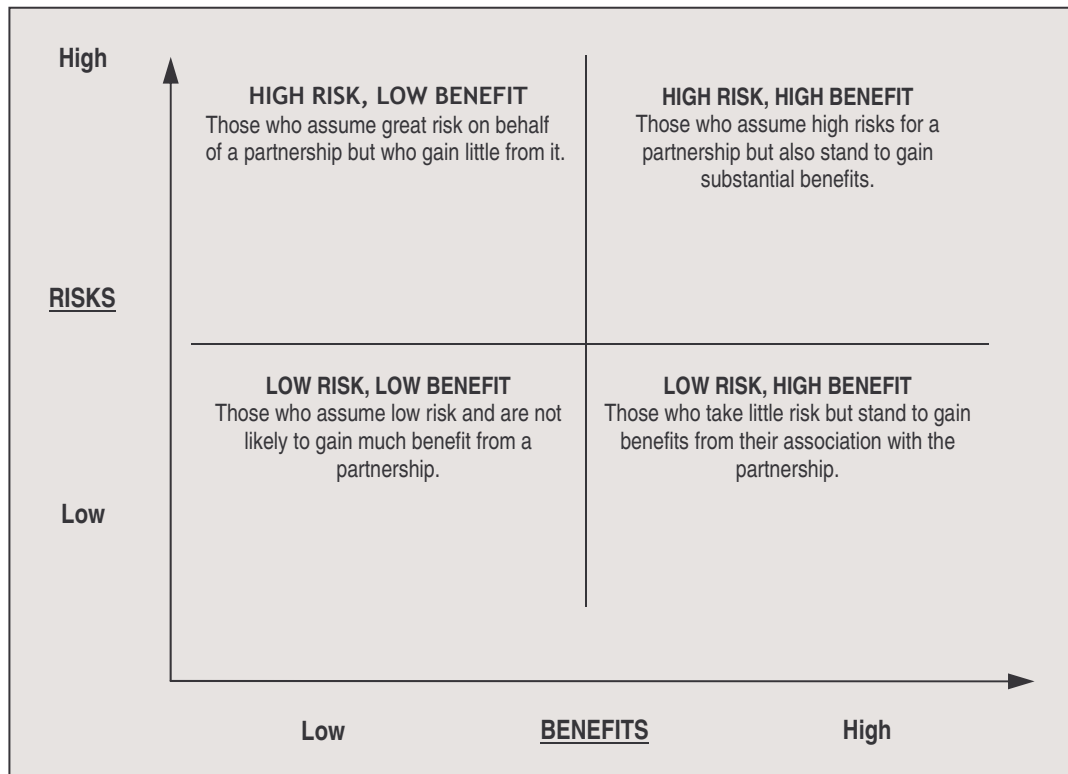 High
HIGH RISK, LOW BENEFIT
Those who assume great risk on behalf
of a partnership but who gain little from it.
HIGH RISK, HIGH BENEFIT
Those who assume high risks for a
partnership but also stand to gain
substantial benefits.
RISKS
LOW RISK, LOW BENEFIT
Those who assume low risk and are not
likely to gain much benefit from a
partnership.
LOW RISK, HIGH BENEFIT
Those who take little risk but stand to gain
benefits from their association with the
partnership.
Low
Low
BENEFITS
High